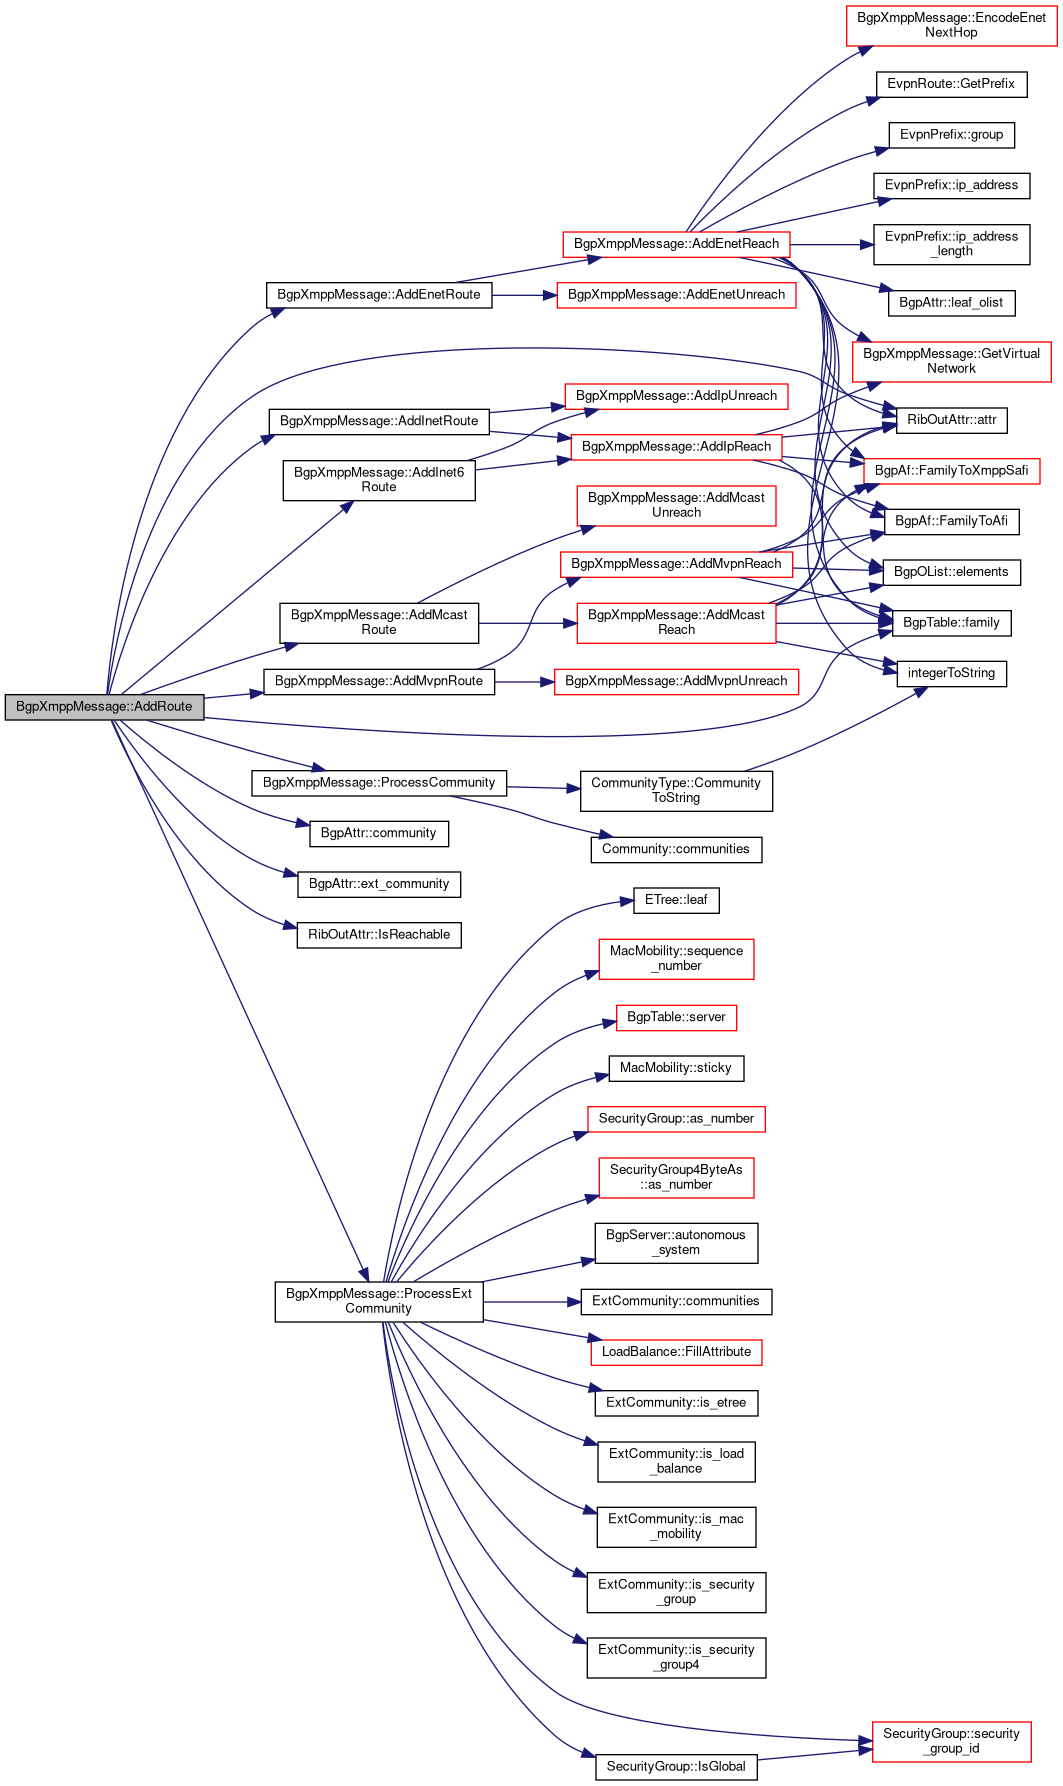 BgpXmppMessage::EncodeEnet
NextHop
EvpnRoute::GetPrefix
EvpnPrefix::group
EvpnPrefix::ip_address
EvpnPrefix::ip_address
_length
BgpXmppMessage::AddEnetReach
BgpXmppMessage::AddEnetRoute
BgpXmppMessage::AddEnetUnreach
BgpAttr::leaf_olist
BgpXmppMessage::GetVirtual
Network
BgpXmppMessage::AddIpUnreach
BgpXmppMessage::AddInetRoute
RibOutAttr::attr
BgpXmppMessage::AddIpReach
BgpXmppMessage::AddInet6
Route
BgpAf::FamilyToXmppSafi
BgpXmppMessage::AddMcast
Unreach
BgpAf::FamilyToAfi
BgpXmppMessage::AddMvpnReach
BgpOList::elements
BgpXmppMessage::AddMcast
Route
BgpXmppMessage::AddMcast
Reach
BgpTable::family
BgpXmppMessage::AddMvpnRoute
BgpXmppMessage::AddMvpnUnreach
integerToString
BgpXmppMessage::AddRoute
BgpXmppMessage::ProcessCommunity
CommunityType::Community
ToString
BgpAttr::community
Community::communities
BgpAttr::ext_community
ETree::leaf
RibOutAttr::IsReachable
MacMobility::sequence
_number
BgpTable::server
MacMobility::sticky
SecurityGroup::as_number
SecurityGroup4ByteAs
::as_number
BgpServer::autonomous
_system
BgpXmppMessage::ProcessExt
Community
ExtCommunity::communities
LoadBalance::FillAttribute
ExtCommunity::is_etree
ExtCommunity::is_load
_balance
ExtCommunity::is_mac
_mobility
ExtCommunity::is_security
_group
ExtCommunity::is_security
_group4
SecurityGroup::security
_group_id
SecurityGroup::IsGlobal